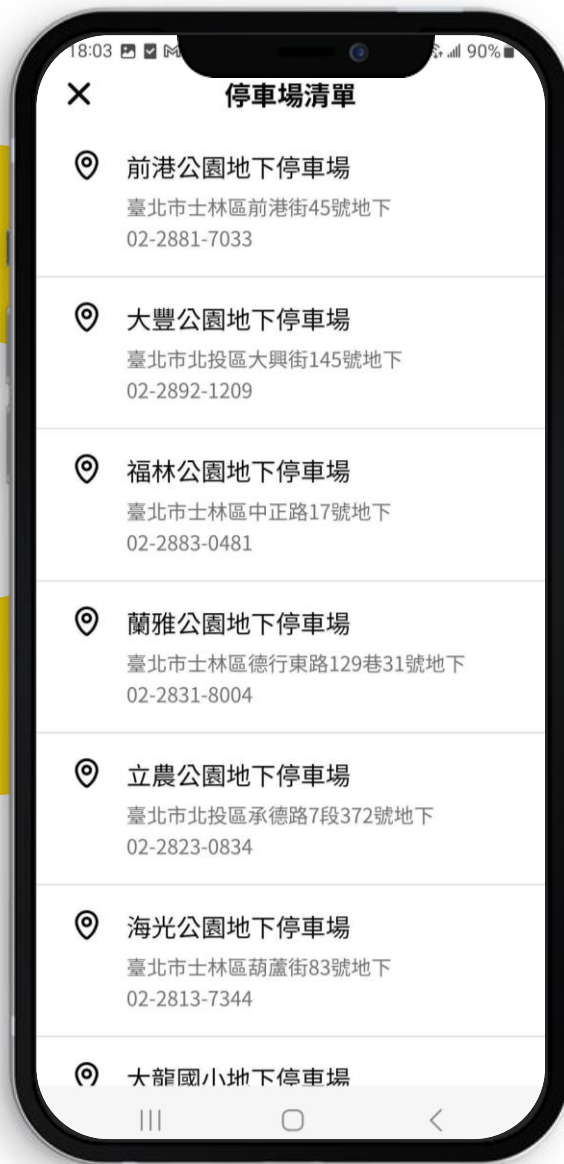 18:03
90%
停車場清單
前港公園地下停車場
臺北市士林區前港街45號地下
02-2881-7033
大豐公園地下停車場
臺北市北投區大興街145號地下
02-2892-1209
福林公園地下停車場
臺北市士林區中正路17號地下
02-2883-0481
蘭雅公園地下停車場
臺北市士林區德行東路129巷31號地下
02-2831-8004
立農公園地下停車場
臺北市北投區承德路7段372號地下
02-2823-0834
海光公園地下停車場
臺北市士林區葫蘆街83號地下
02-2813-7344
大龍國小地下停車場